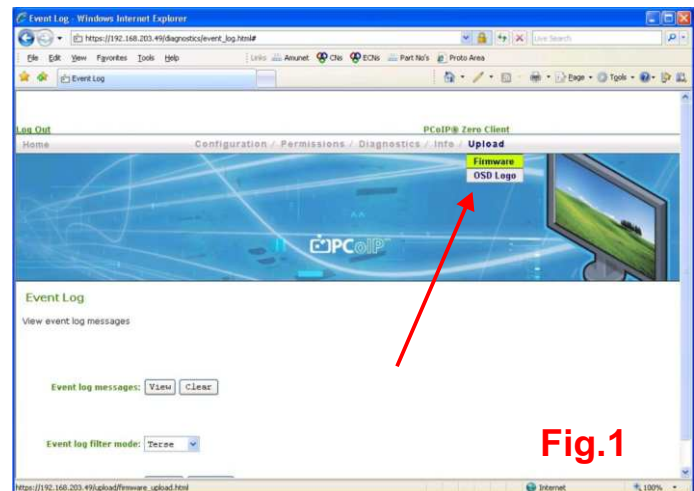 Event Log - Windows Internet Explorer
https://192.168.203.49/diagnostics/event_log.html#
Live Search
File Edit View Favorites Tools Help
Links Amunet CNs ECNs Part No's Proto Area
Event Log
Page Tools
Log Out
PCoIP® Zero Client
Home
Configuration / Permissions / Diagnostics / Info / Upload
Firmware
OSD Logo
PCoIP
Event Log
View event log messages
Event log messages: View Clear
Event log filter mode: Terse
Fig.1
https://192.168.203.49/upload/firmware_upload.html
Internet
100%